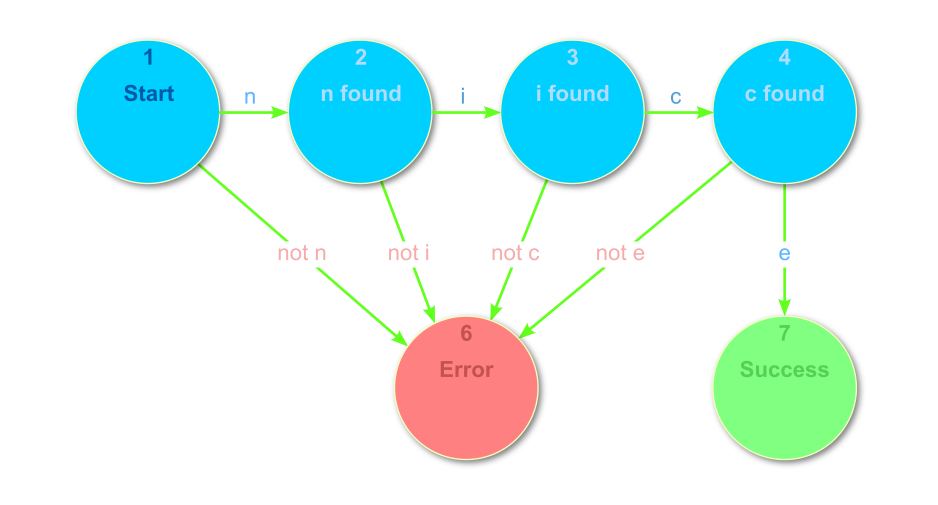 1
Start
n
2
n found
i
3
i found
c
4
c found
not n
not i
not c
not e
e
6
Error
7
Success